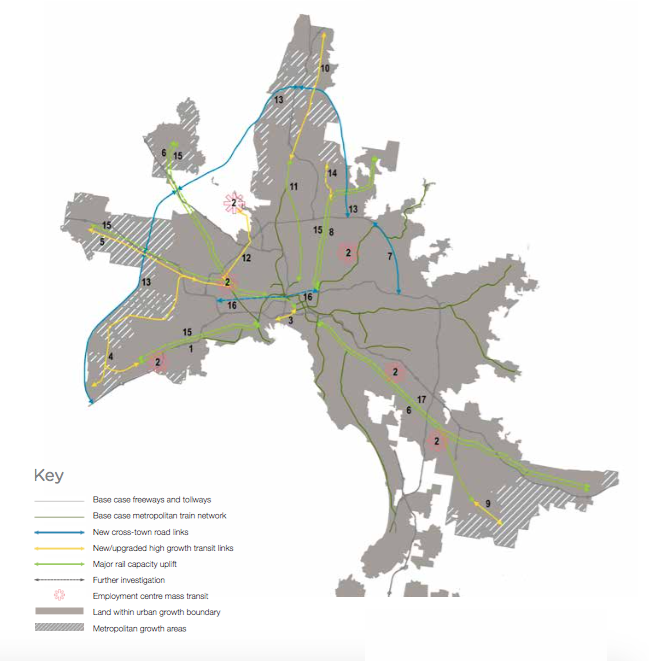 10
13
6
15
14
2
11
13
15
5
15
8
2
7
12
2
13
16
16
3
15
1
4
2
2
17
6
2
9
Key
Base case freeways and tollways
Base case metropolitan train network
New cross-town road links
New/upgraded high growth transit links
Major rail capacity uplift
Further investigation
Employment centre mass transit
Land within urban growth boundary
Metropolitan growth areas